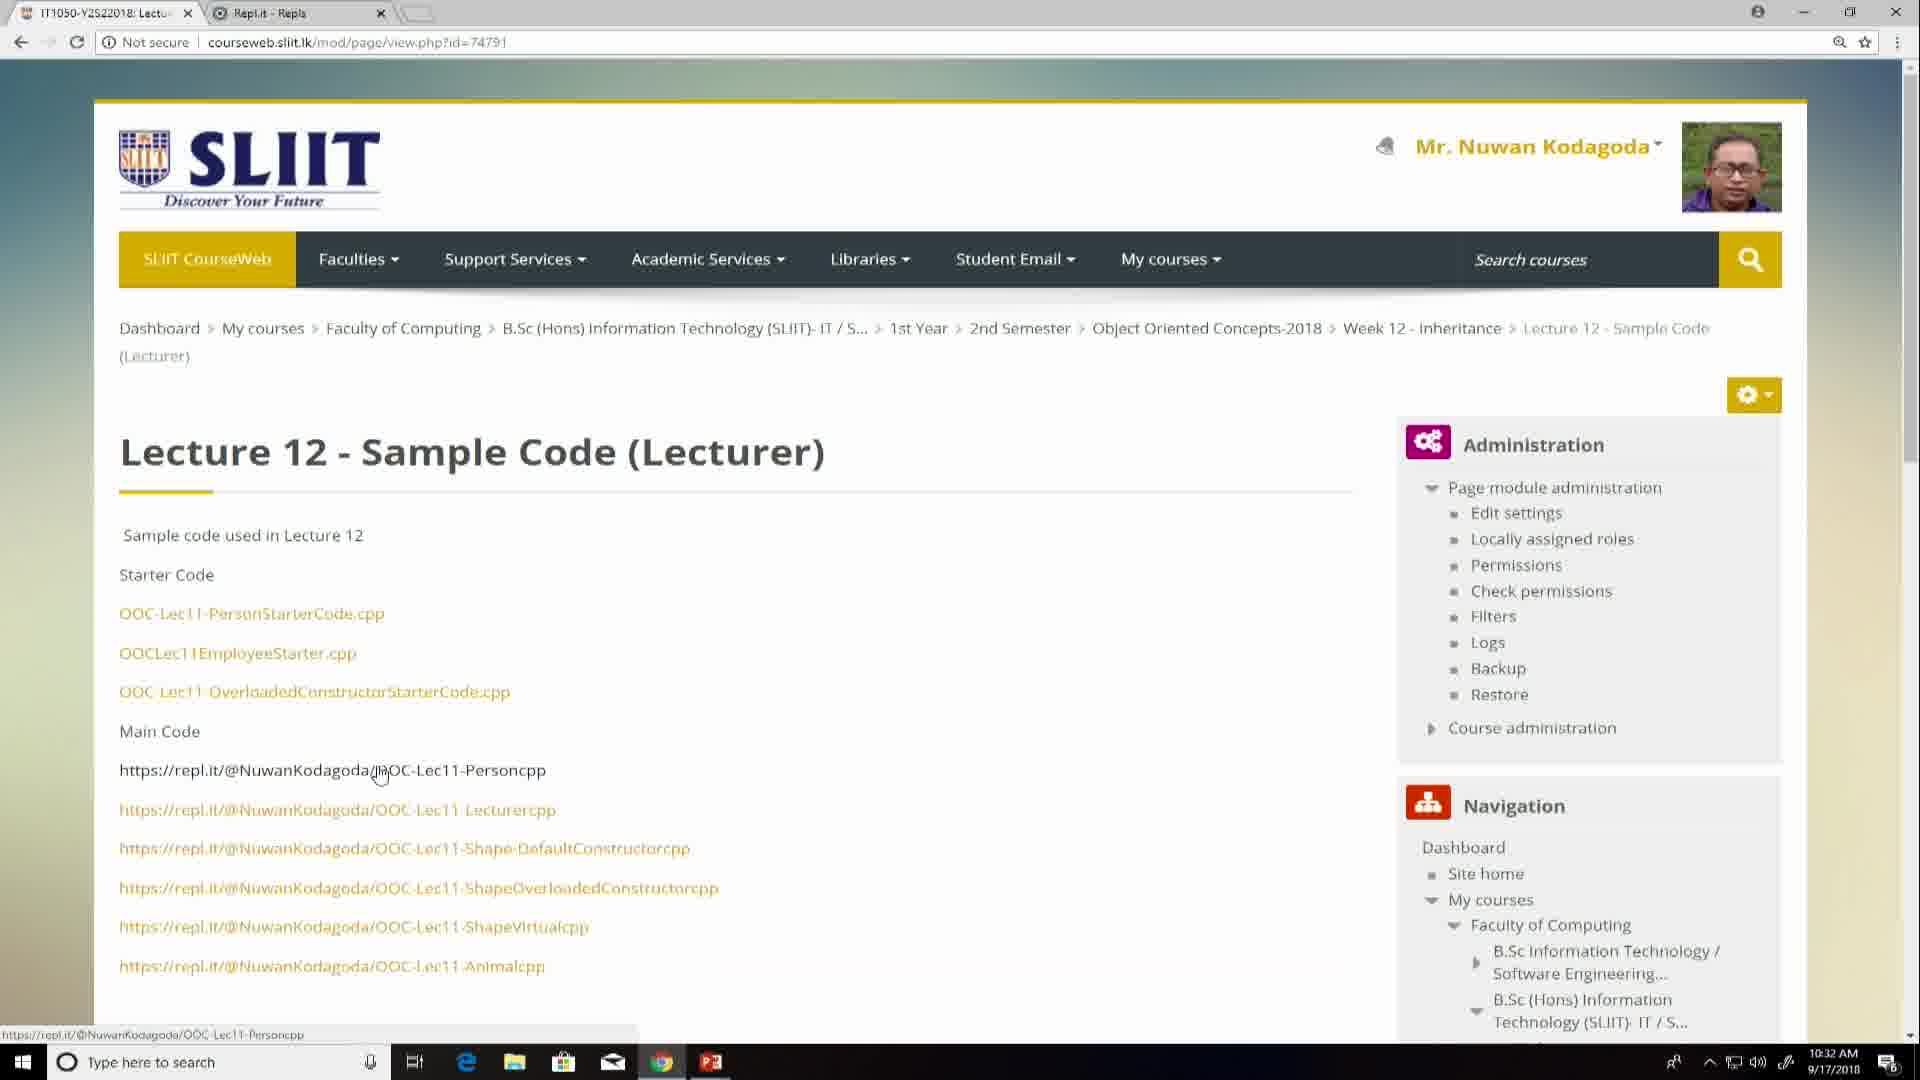 IT1050-Y2S22018: Lectu
Repl.it - Repls
Not secure
courseweb.sliit.lk/mod/page/view.php?id=74791
SLIIT
SLIIT
Discover Your Future
Mr. Nuwan Kodagoda
SLIIT CourseWeb
Faculties
Support Services
Academic Services
Libraries
Student Email
My courses
Search courses
Dashboard > My courses > Faculty of Computing > B.Sc (Hons) Information Technology (SLIIT)- IT / S... > 1st Year > 2nd Semester > Object Oriented Concepts-2018 > Week 12 - Inheritance > Lecture 12 - Sample Code
(Lecturer)
Lecture 12 - Sample Code (Lecturer)
Sample code used in Lecture 12
Starter Code
OOC-Lec11-PersonStarterCode.cpp
OOCLec11EmployeeStarter.cpp
OOC-Lec11-OverloadedConstructorStarterCode.cpp
Main Code
https://repl.it/@NuwanKodagoda/OOC-Lec11-Personcpp
https://repl.it/@NuwanKodagoda/OOC-Lec11-Lecturercpp
https://repl.it/@NuwanKodagoda/OOC-Lec11-Shape-DefaultConstructorcpp
https://repl.it/@NuwanKodagoda/OOC-Lec11-ShapeOverloadedConstructorcpp
https://repl.it/@NuwanKodagoda/OOC-Lec11-ShapeVirtualcpp
https://repl.it/@NuwanKodagoda/OOC-Lec11-Animalcpp
Administration
Page module administration
Edit settings
Locally assigned roles
Permissions
Check permissions
Filters
Logs
Backup
Restore
Course administration
Navigation
Dashboard
Site home
My courses
Faculty of Computing
B.Sc Information Technology /
Software Engineering...
B.Sc (Hons) Information
Technology (SLIIT)- IT / S...
https://repl.it/@NuwanKodagoda/OOC-Lec11-Personcpp
Type here to search
10:32 AM
9/17/2018